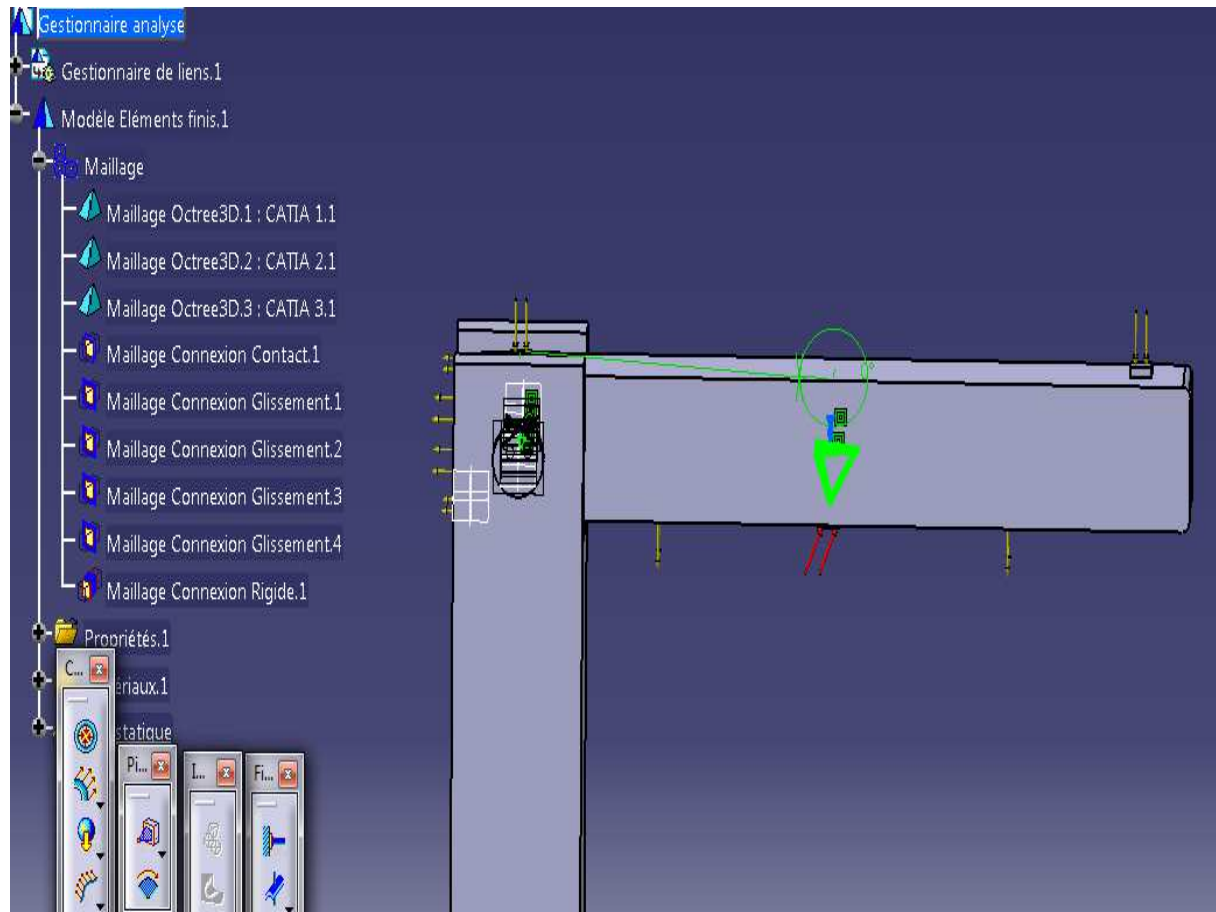 Gestionnaire analyse
Gestionnaire de liens.1
Modèle Eléments finis.1
Maillage
Maillage Octree3D.1 : CATIA 1.1
Maillage Octree3D.2 : CATIA 2.1
Maillage Octree3D.3 : CATIA 3.1
Maillage Connexion Contact.1
Maillage Connexion Glissement.1
Maillage Connexion Glissement.2
Maillage Connexion Glissement.3
Maillage Connexion Glissement.4
Maillage Connexion Rigide.1
Propriétés.1
C...
ériaux.1
statique
Pi...
I...
Fi...